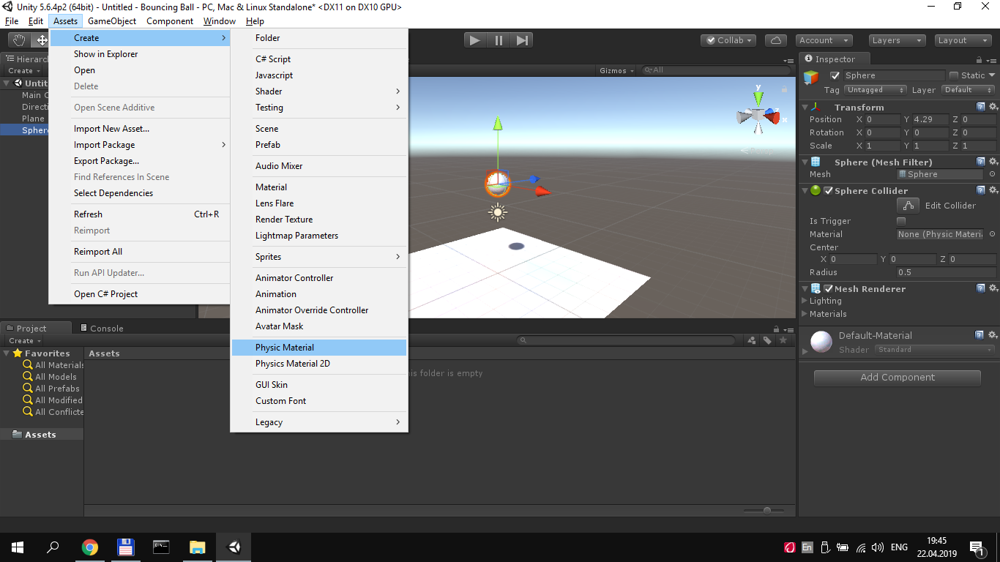 Unity 5.6.4p2 (64bit) - Untitled - Bouncing Ball - PC, Mac & Linux Standalone* <DX11 on DX10 GPU>
File Edit Assets GameObject Component Window Help
Collab Account Layers Layout
Create
Show in Explorer
Open
Delete
Open Scene Additive
Import New Asset...
Import Package
Export Package...
Find References In Scene
Select Dependencies
Refresh Ctrl+R
Reimport
Reimport All
Run API Updater...
Open C# Project
Folder
C# Script
Javascript
Shader
Testing
Scene
Prefab
Audio Mixer
Material
Lens Flare
Render Texture
Lightmap Parameters
Sprites
Animator Controller
Animation
Animator Override Controller
Avatar Mask
Physic Material
Physics Material 2D
GUI Skin
Custom Font
Legacy
Hierarc
Create
Untit
Main C
Directi
Plane
Sphere
Gizmos All
y
x
Inspector
Sphere Static
Tag Untagged Layer Default
Transform
Position X 0 Y 4.29 Z 0
Rotation X 0 Y 0 Z 0
Scale X 1 Y 1 Z 1
Sphere (Mesh Filter)
Mesh Sphere
Sphere Collider
Edit Collider
Is Trigger
Material None (Physic Materi
Center
X 0 Y 0 Z 0
Radius 0.5
Mesh Renderer
Lighting
Materials
Default-Material
Shader Standard
Add Component
Project Console
Create
Favorites
All Materials
All Models
All Prefabs
All Modified
All Conflicte
Assets
Assets
his folder is empty
En ENG
19:45
22.04.2019
1